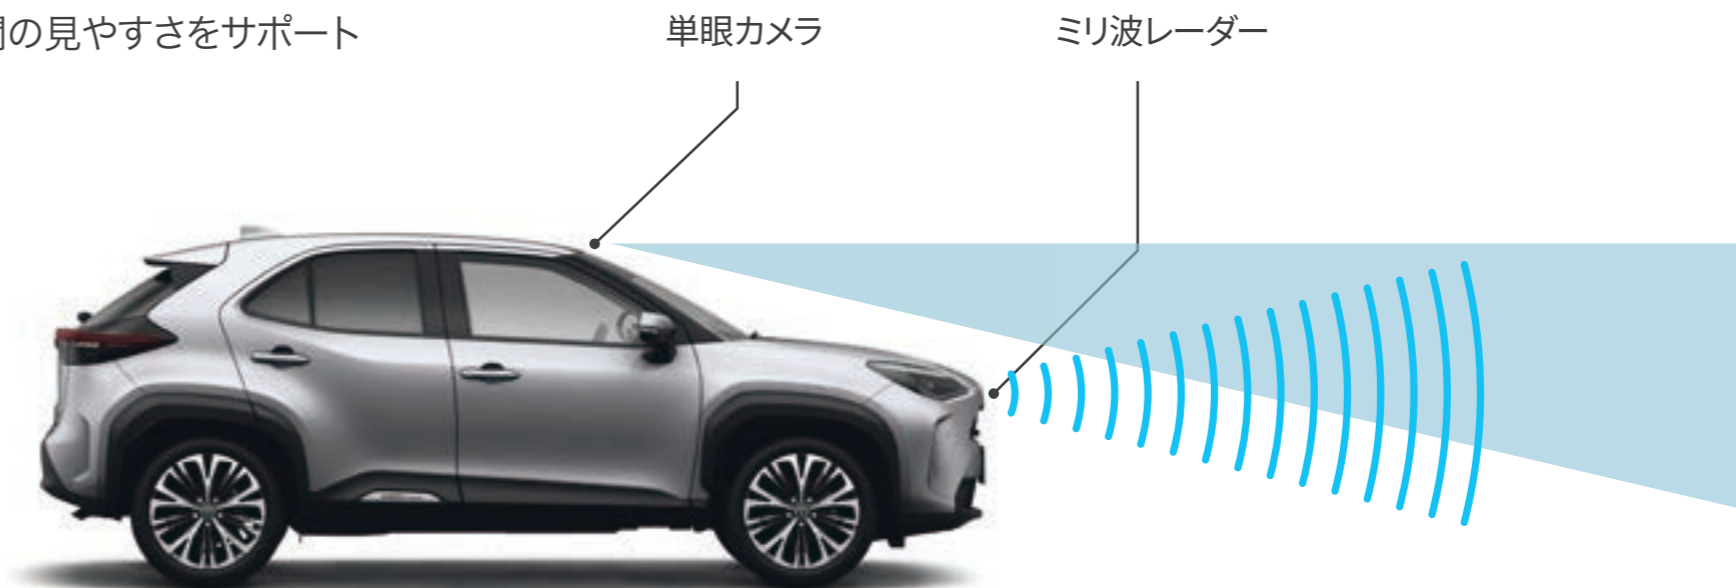 の見やすさをサポート
単眼カメラ
ミリ波レーダー